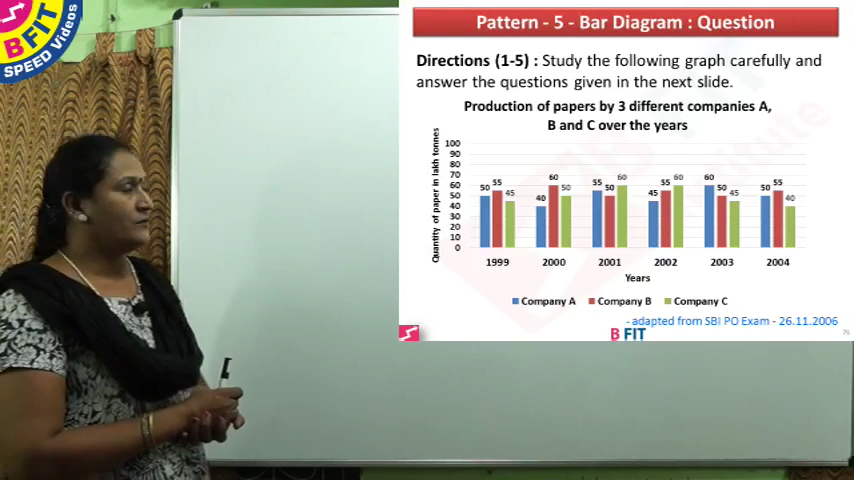 BFIT
SPEED Videos
Pattern - 5 - Bar Diagram : Question
Directions (1-5) : Study the following graph carefully and
answer the questions given in the next slide.
Production of papers by 3 different companies A,
B and C over the years
Quantity of paper in lakh tonnes
100
90
80
70
60
50
40
30
20
10
0
50 55 45
40 60 50
55 50 60
45 55 60
60 50 45
50 55 40
1999 2000 2001 2002 2003 2004
Years
Company A Company B Company C
- adapted from SBI PO Exam - 26.11.2006
B FIT
76